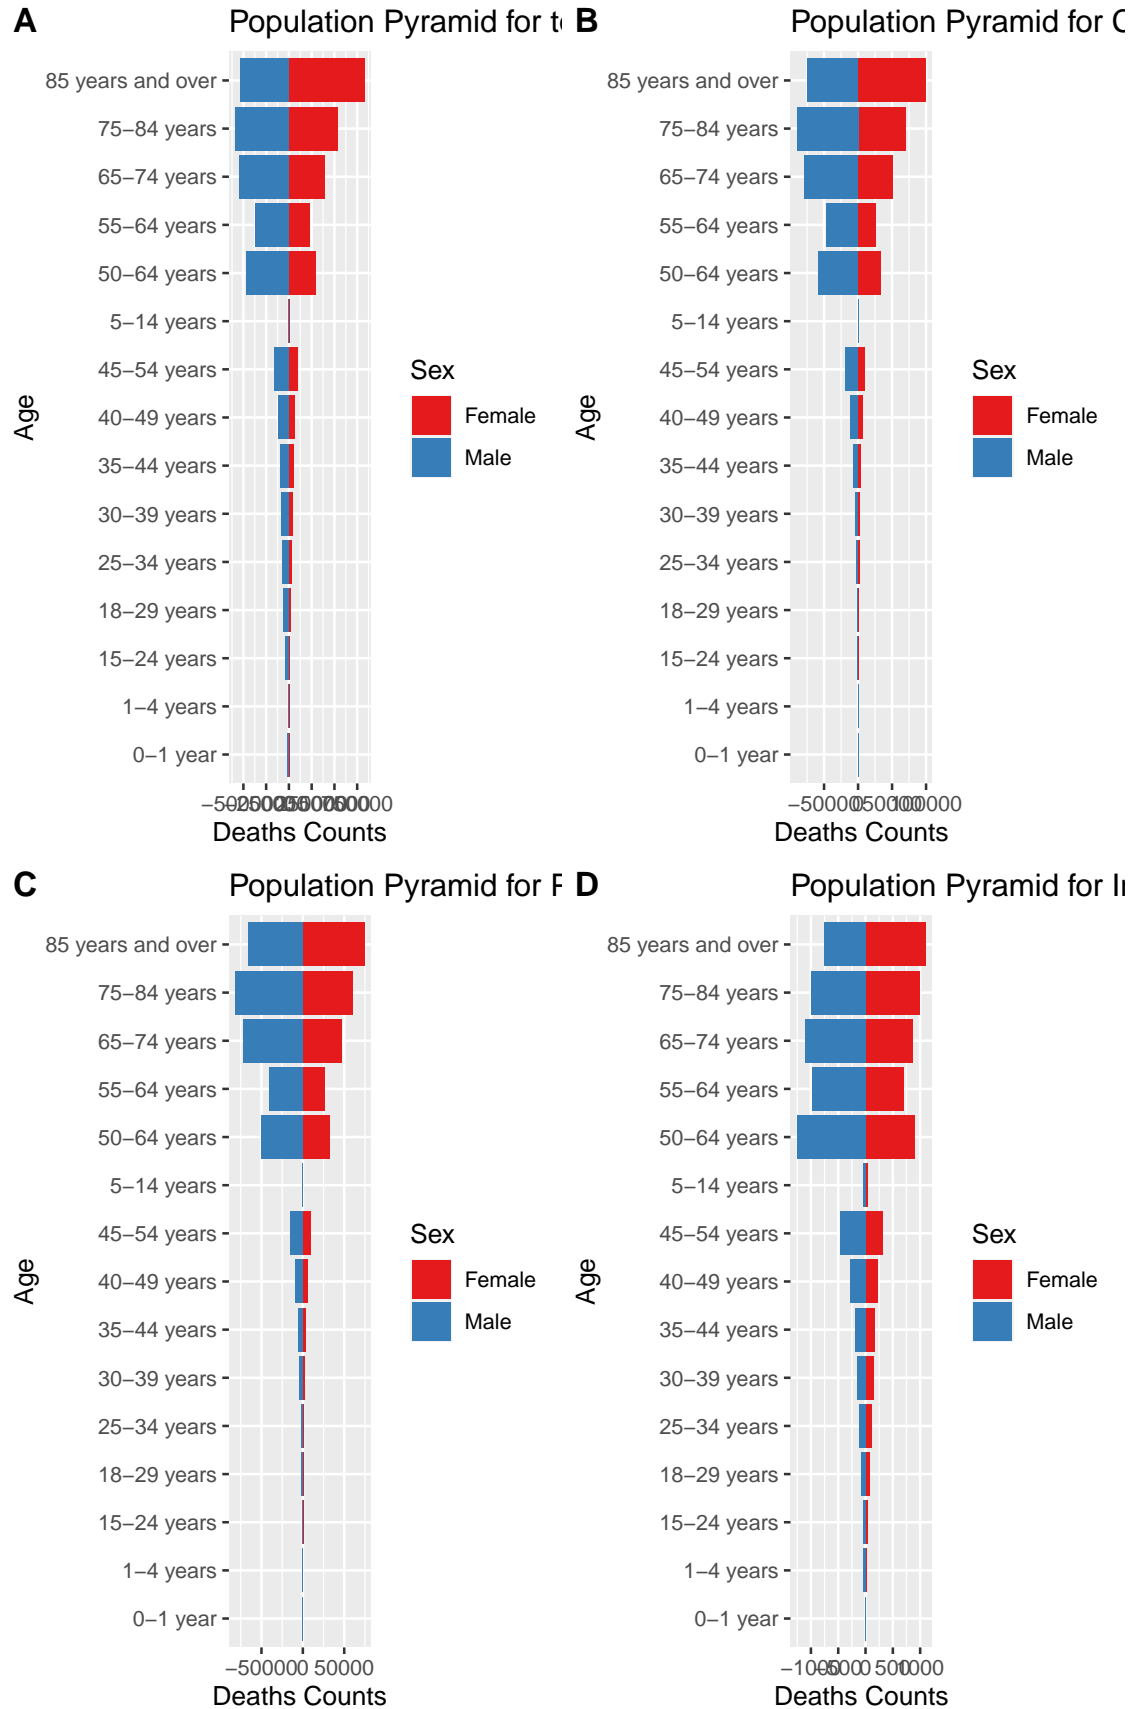 A
Population Pyramid for t
B
Population Pyramid for C
85 years and over
75−84 years
65−74 years
55−64 years
50−64 years
5−14 years
45−54 years
40−49 years
35−44 years
30−39 years
25−34 years
18−29 years
15−24 years
1−4 years
0−1 year
Age
Deaths Counts
Sex
Female
Male
85 years and over
75−84 years
65−74 years
55−64 years
50−64 years
5−14 years
45−54 years
40−49 years
35−44 years
30−39 years
25−34 years
18−29 years
15−24 years
1−4 years
0−1 year
Age
−50000 0 50000 100000
Deaths Counts
Sex
Female
Male
C
Population Pyramid for
D
Population Pyramid for I
85 years and over
75−84 years
65−74 years
55−64 years
50−64 years
5−14 years
45−54 years
40−49 years
35−44 years
30−39 years
25−34 years
18−29 years
15−24 years
1−4 years
0−1 year
Age
−50000 0 50000
Deaths Counts
Sex
Female
Male
85 years and over
75−84 years
65−74 years
55−64 years
50−64 years
5−14 years
45−54 years
40−49 years
35−44 years
30−39 years
25−34 years
18−29 years
15−24 years
1−4 years
0−1 year
Age
−1000 −500 0 500 1000
Deaths Counts
Sex
Female
Male